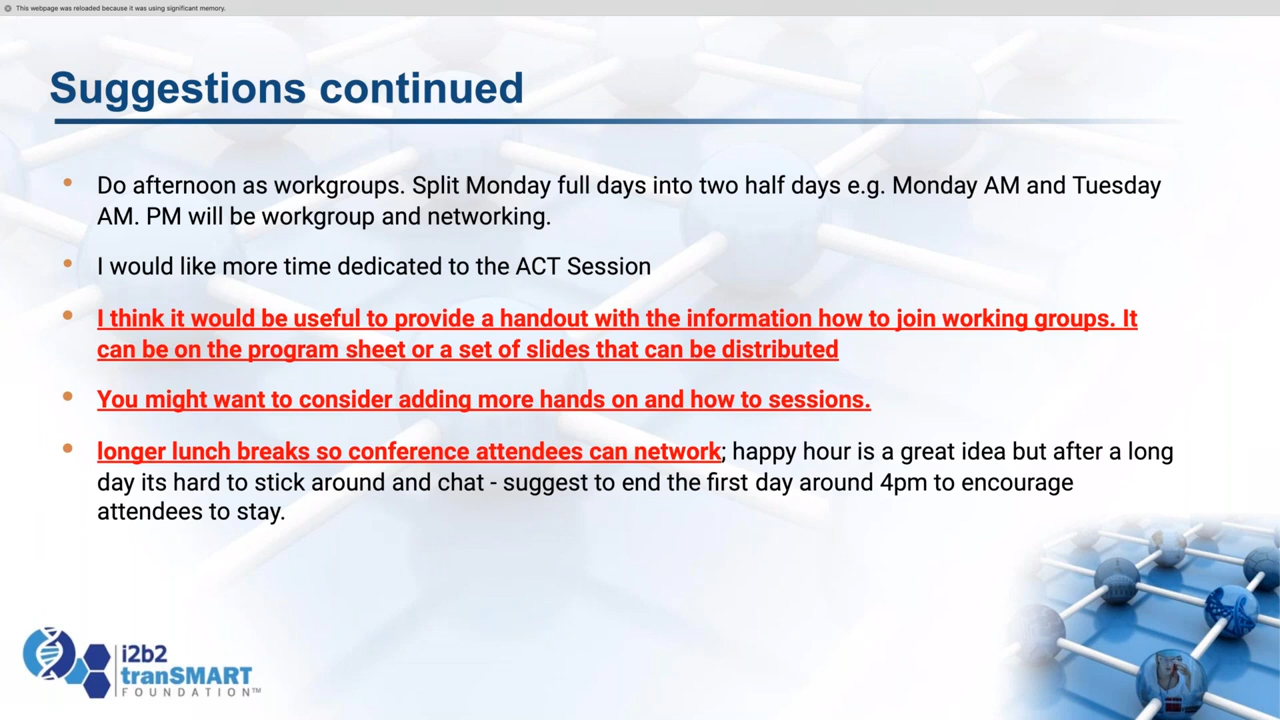 This webpage was reloaded because it was using significant memory.
Suggestions continued
• Do afternoon as workgroups. Split Monday full days into two half days e.g. Monday AM and Tuesday
AM. PM will be workgroup and networking.
• I would like more time dedicated to the ACT Session
• I think it would be useful to provide a handout with the information how to join working groups. It
can be on the program sheet or a set of slides that can be distributed
• You might want to consider adding more hands on and how to sessions.
• longer lunch breaks so conference attendees can network; happy hour is a great idea but after a long
day its hard to stick around and chat - suggest to end the first day around 4pm to encourage
attendees to stay.
i2b2
tranSMART
FOUNDATION™